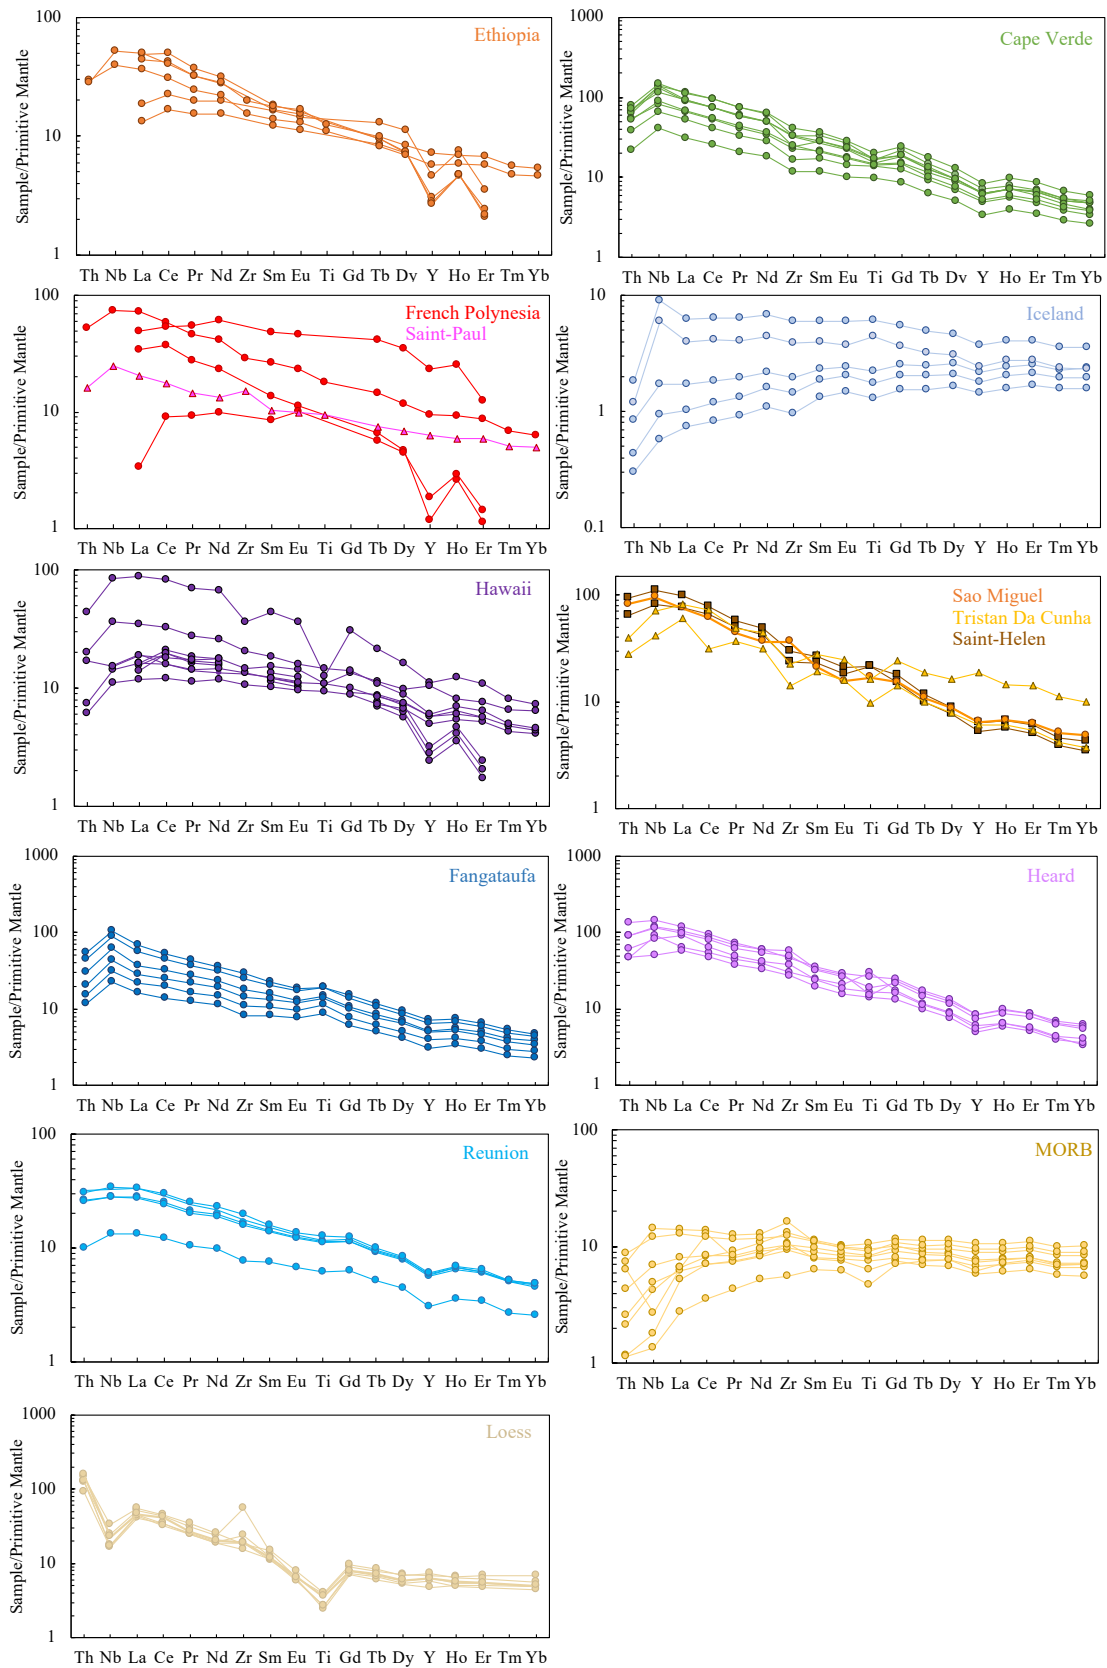 100
10
1
Sample/Primitive Mantle
Ethiopia
Th Nb La Ce Pr Nd Zr Sm Eu Ti Gd Tb Dy Y Ho Er Tm Yb
1000
100
10
1
Sample/Primitive Mantle
Cape Verde
Th Nb La Ce Pr Nd Zr Sm Eu Ti Gd Tb Dy Y Ho Er Tm Yb
100
10
1
Sample/Primitive Mantle
French Polynesia
Saint-Paul
Th Nb La Ce Pr Nd Zr Sm Eu Ti Gd Tb Dy Y Ho Er Tm Yb
10
1
0.1
Sample/Primitive Mantle
Iceland
Th Nb La Ce Pr Nd Zr Sm Eu Ti Gd Tb Dy Y Ho Er Tm Yb
100
10
1
Sample/Primitive Mantle
Hawaii
Th Nb La Ce Pr Nd Zr Sm Eu Ti Gd Tb Dy Y Ho Er Tm Yb
100
10
1
Sample/Primitive Mantle
Sao Miguel
Tristan Da Cunha
Saint-Helen
Th Nb La Ce Pr Nd Zr Sm Eu Ti Gd Tb Dy Y Ho Er Tm Yb
1000
100
10
1
Sample/Primitive Mantle
Fangataufa
Th Nb La Ce Pr Nd Zr Sm Eu Ti Gd Tb Dy Y Ho Er Tm Yb
1000
100
10
1
Sample/Primitive Mantle
Heard
Th Nb La Ce Pr Nd Zr Sm Eu Ti Gd Tb Dy Y Ho Er Tm Yb
100
10
1
Sample/Primitive Mantle
Reunion
Th Nb La Ce Pr Nd Zr Sm Eu Ti Gd Tb Dy Y Ho Er Tm Yb
100
10
1
Sample/Primitive Mantle
MORB
Th Nb La Ce Pr Nd Zr Sm Eu Ti Gd Tb Dy Y Ho Er Tm Yb
1000
100
10
1
Sample/Primitive Mantle
Loess
Th Nb La Ce Pr Nd Zr Sm Eu Ti Gd Tb Dy Y Ho Er Tm Yb